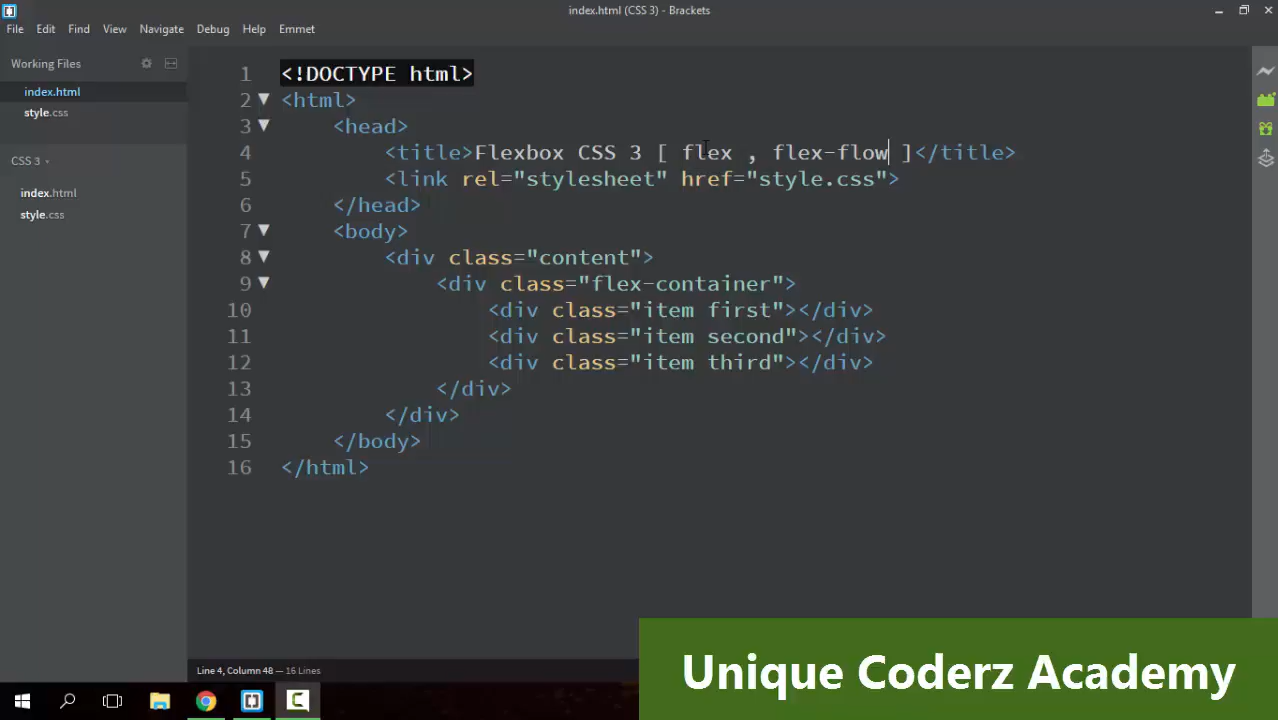 index.html (CSS 3) - Brackets
File Edit Find View Navigate Debug Help Emmet
Working Files
index.html
style.css
CSS 3
index.html
style.css
1 <!DOCTYPE html>
2 <html>
3 <head>
4 <title>Flexbox CSS 3 [ flex , flex-flow ]</title>
5 <link rel="stylesheet" href="style.css">
6 </head>
7 <body>
8 <div class="content">
9 <div class="flex-container">
10 <div class="item first"></div>
11 <div class="item second"></div>
12 <div class="item third"></div>
13 </div>
14 </div>
15 </body>
16 </html>
Line 4, Column 48 — 16 Lines
Unique Coderz Academy